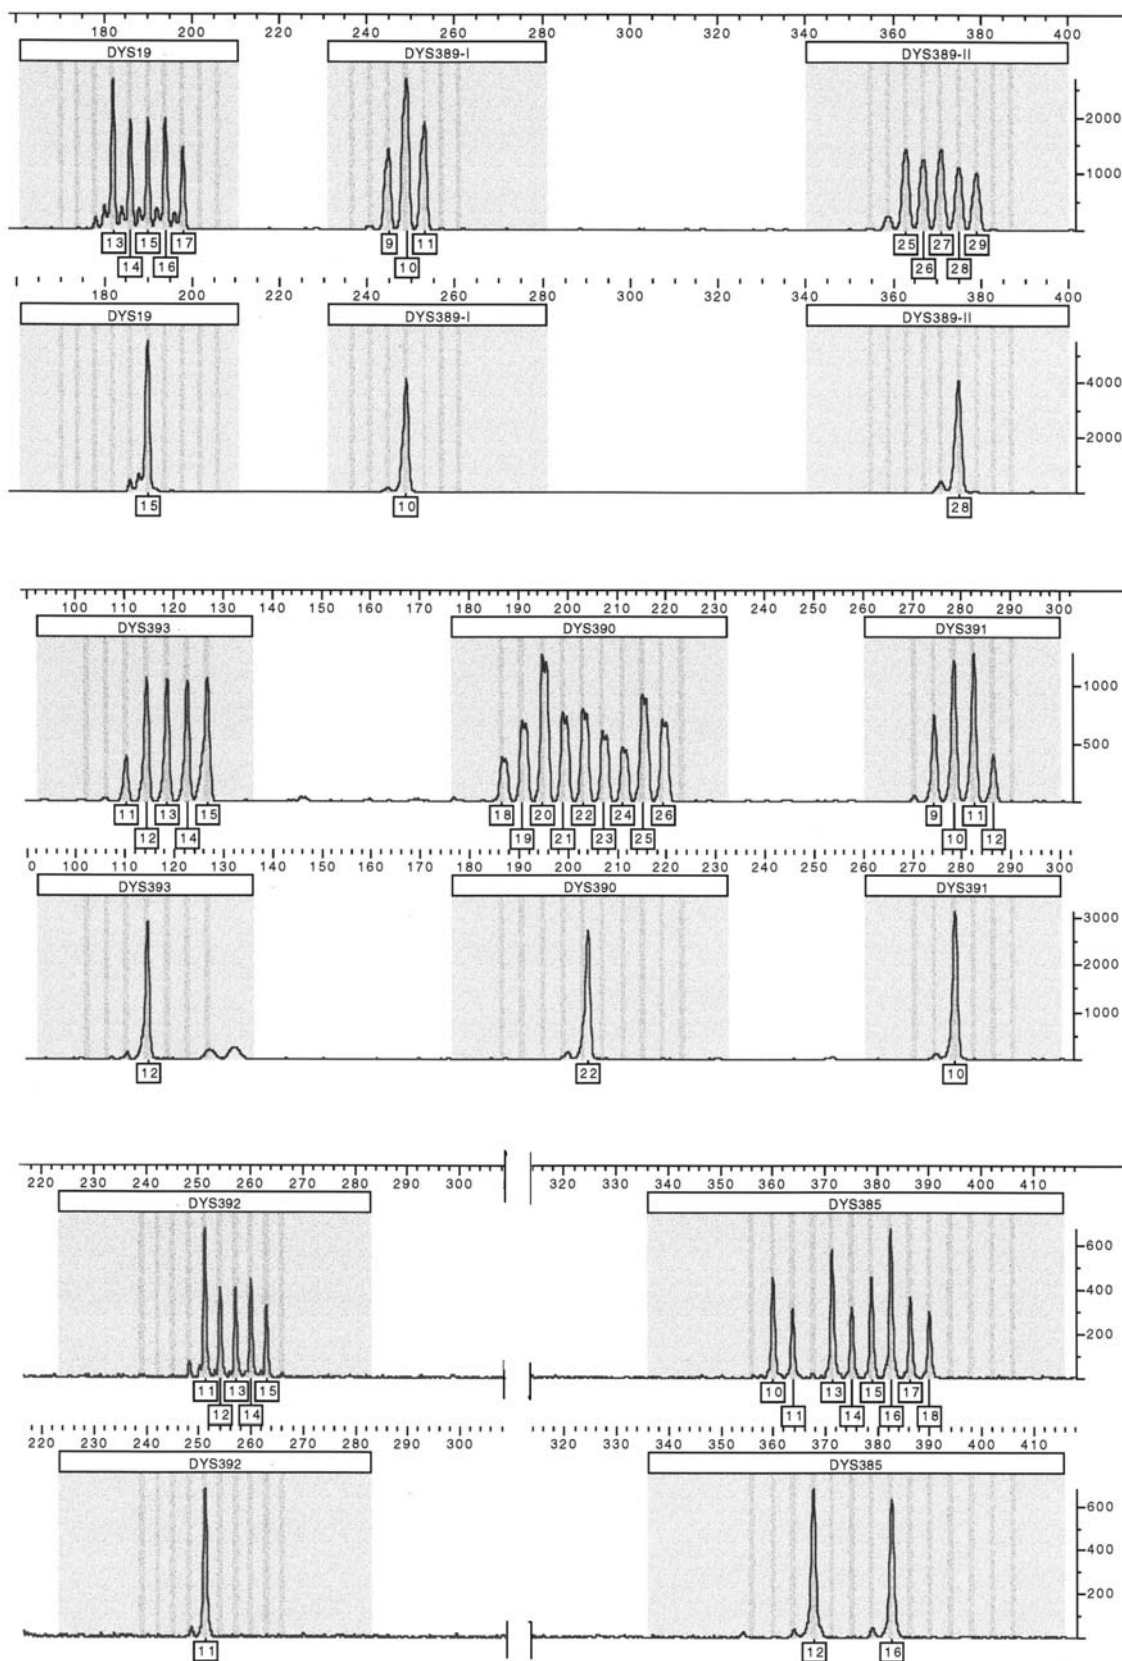 180 200 220 240 260 280 300 320 340 360 380 400
DYS19 DYS389-I DYS389-II
2000
1000
13 15 17 9 11 25 27 29
14 16 10 26 28
180 200 220 240 260 280 300 320 340 360 380 400
DYS19 DYS389-I DYS389-II
4000
2000
15 10 28
100 110 120 130 140 150 160 170 180 190 200 210 220 230 240 250 260 270 280 290 300
DYS393 DYS390 DYS391
1000
500
11 13 15 18 20 22 24 26 9 11
12 14 19 21 23 25 10 12
0 100 110 120 130 140 150 160 170 180 190 200 210 220 230 240 250 260 270 280 290 300
DYS393 DYS390 DYS391
3000
2000
1000
12 22 10
220 230 240 250 260 270 280 290 300 320 330 340 350 360 370 380 390 400 410
DYS392 DYS385
600
400
200
11 13 15 10 13 15 17
12 14 11 14 16 18
220 230 240 250 260 270 280 290 300 320 330 340 350 360 370 380 390 400 410
DYS392 DYS385
600
400
200
11 12 16